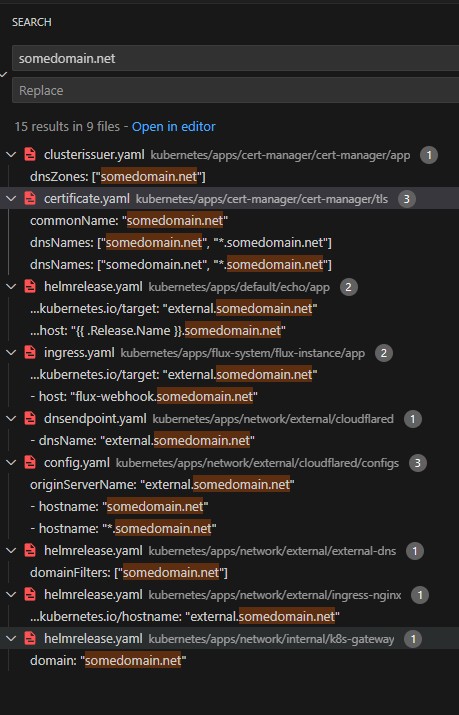 SEARCH
somedomain.net
Replace
15 results in 9 files - Open in editor
clusterissuer.yaml kubernetes/apps/cert-manager/cert-manager/app 1
dnsZones: ["somedomain.net"]
certificate.yaml kubernetes/apps/cert-manager/cert-manager/tls 3
commonName: "somedomain.net"
dnsNames: ["somedomain.net", "*.somedomain.net"]
dnsNames: ["somedomain.net", "*.somedomain.net"]
helmrelease.yaml kubernetes/apps/default/echo/app 2
...kubernetes.io/target: "external.somedomain.net"
...host: "{{ .Release.Name }}.somedomain.net"
ingress.yaml kubernetes/apps/flux-system/flux-instance/app 2
...kubernetes.io/target: "external.somedomain.net"
- host: "flux-webhook.somedomain.net"
dnsendpoint.yaml kubernetes/apps/network/external/cloudflared 1
- dnsName: "external.somedomain.net"
config.yaml kubernetes/apps/network/external/cloudflared/configs 3
originServerName: "external.somedomain.net"
- hostname: "somedomain.net"
- hostname: "*.somedomain.net"
helmrelease.yaml kubernetes/apps/network/external/external-dns 1
domainFilters: ["somedomain.net"]
helmrelease.yaml kubernetes/apps/network/external/ingress-nginx 1
...kubernetes.io/hostname: "external.somedomain.net"
helmrelease.yaml kubernetes/apps/network/internal/k8s-gateway 1
domain: "somedomain.net"